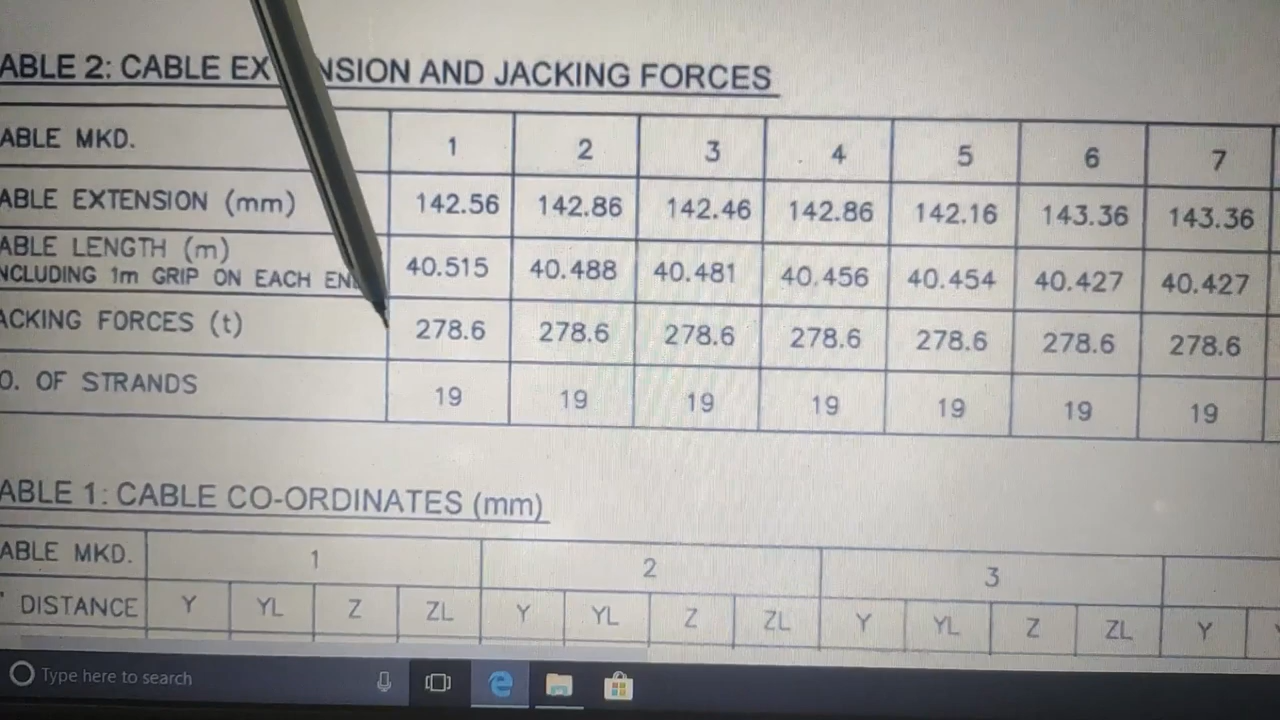 ABLE 2: CABLE EX NSION AND JACKING FORCES
ABLE MKD. 1 2 3 4 5 6 7
ABLE EXTENSION (mm) 142.56 142.86 142.46 142.86 142.16 143.36 143.36
ABLE LENGTH (m)
NCLUDING 1m GRIP ON EACH EN 40.515 40.488 40.481 40.456 40.454 40.427 40.427
ACKING FORCES (t) 278.6 278.6 278.6 278.6 278.6 278.6 278.6
O. OF STRANDS 19 19 19 19 19 19 19
ABLE 1: CABLE CO-ORDINATES (mm)
ABLE MKD. 1 2 3
DISTANCE Y YL Z ZL Y YL Z ZL Y YL Z ZL Y
Type here to search